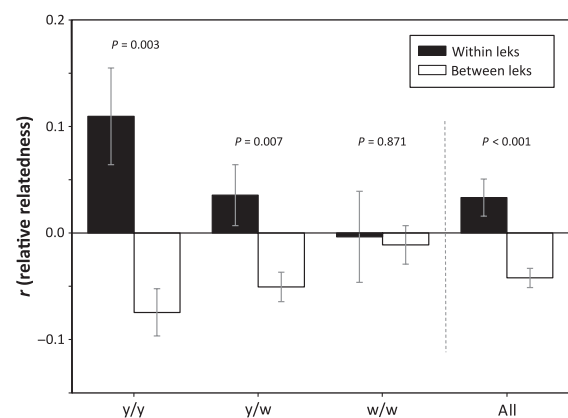 0.2
P = 0.003
Within leks
Between leks
0.1
P = 0.007
P = 0.871
P < 0.001
0.0
–0.1
r (relative relatedness)
y/y
y/w
w/w
All